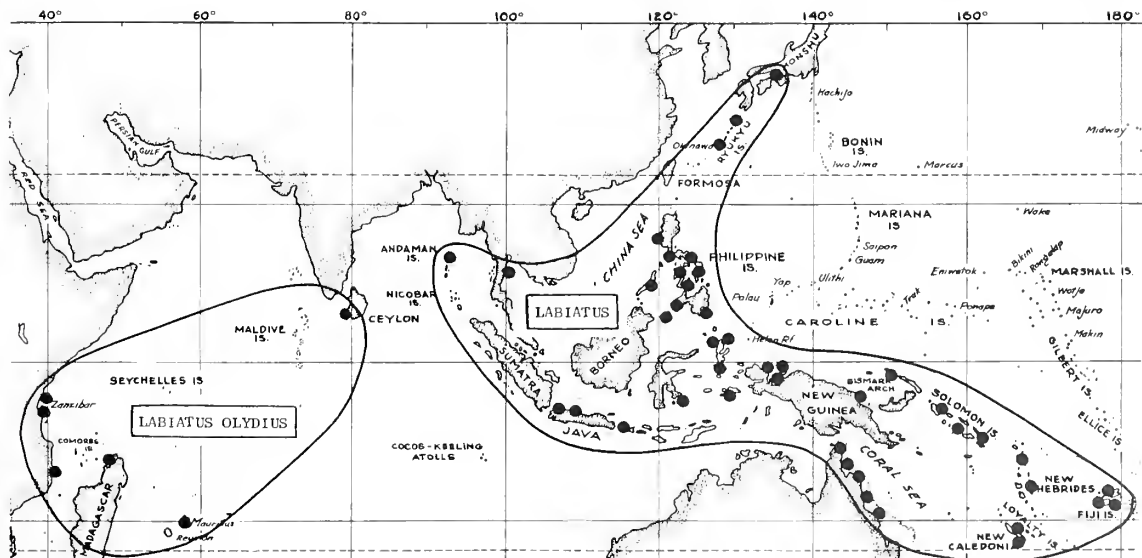 40° 60° 80° 100° 120° 140° 160° 180°
HONSHU
Hachijo
PERSIAN GULF
Okinawa
RYUKYU IS.
BONIN IS.
Midway
Iwo Jima
Marcus
RED SEA
FORMOSA
CHINA SEA
MARIANA IS
Wake
ANDAMAN IS.
PHILIPPINE IS.
Saipan
Guam
Bikini
Rongelap
NICOBAR IS.
Yap
Ulithi
Eniwetok
MARSHALL IS.
LABIATUS
Palau
Truk
Ponape
Wotje
CEYLON
MALDIVE IS.
CAROLINE IS.
Majuro
Helen Rf
Makin
BORNEO
SUMATRA
GILBERT IS.
SEYCHELLES IS
BISMARK ARCH
Zanzibar
NEW GUINEA
SOLOMON IS.
LABIATUS OLYDIUS
ELLICE IS
JAVA
COMORES IS.
COCOS-KEELING ATOLLS
CORAL SEA
MADAGASCAR
NEW HEBRIDES
FIJI IS.
Mauritius
Reunion
LOYALTY IS.
NEW CALEDONIA